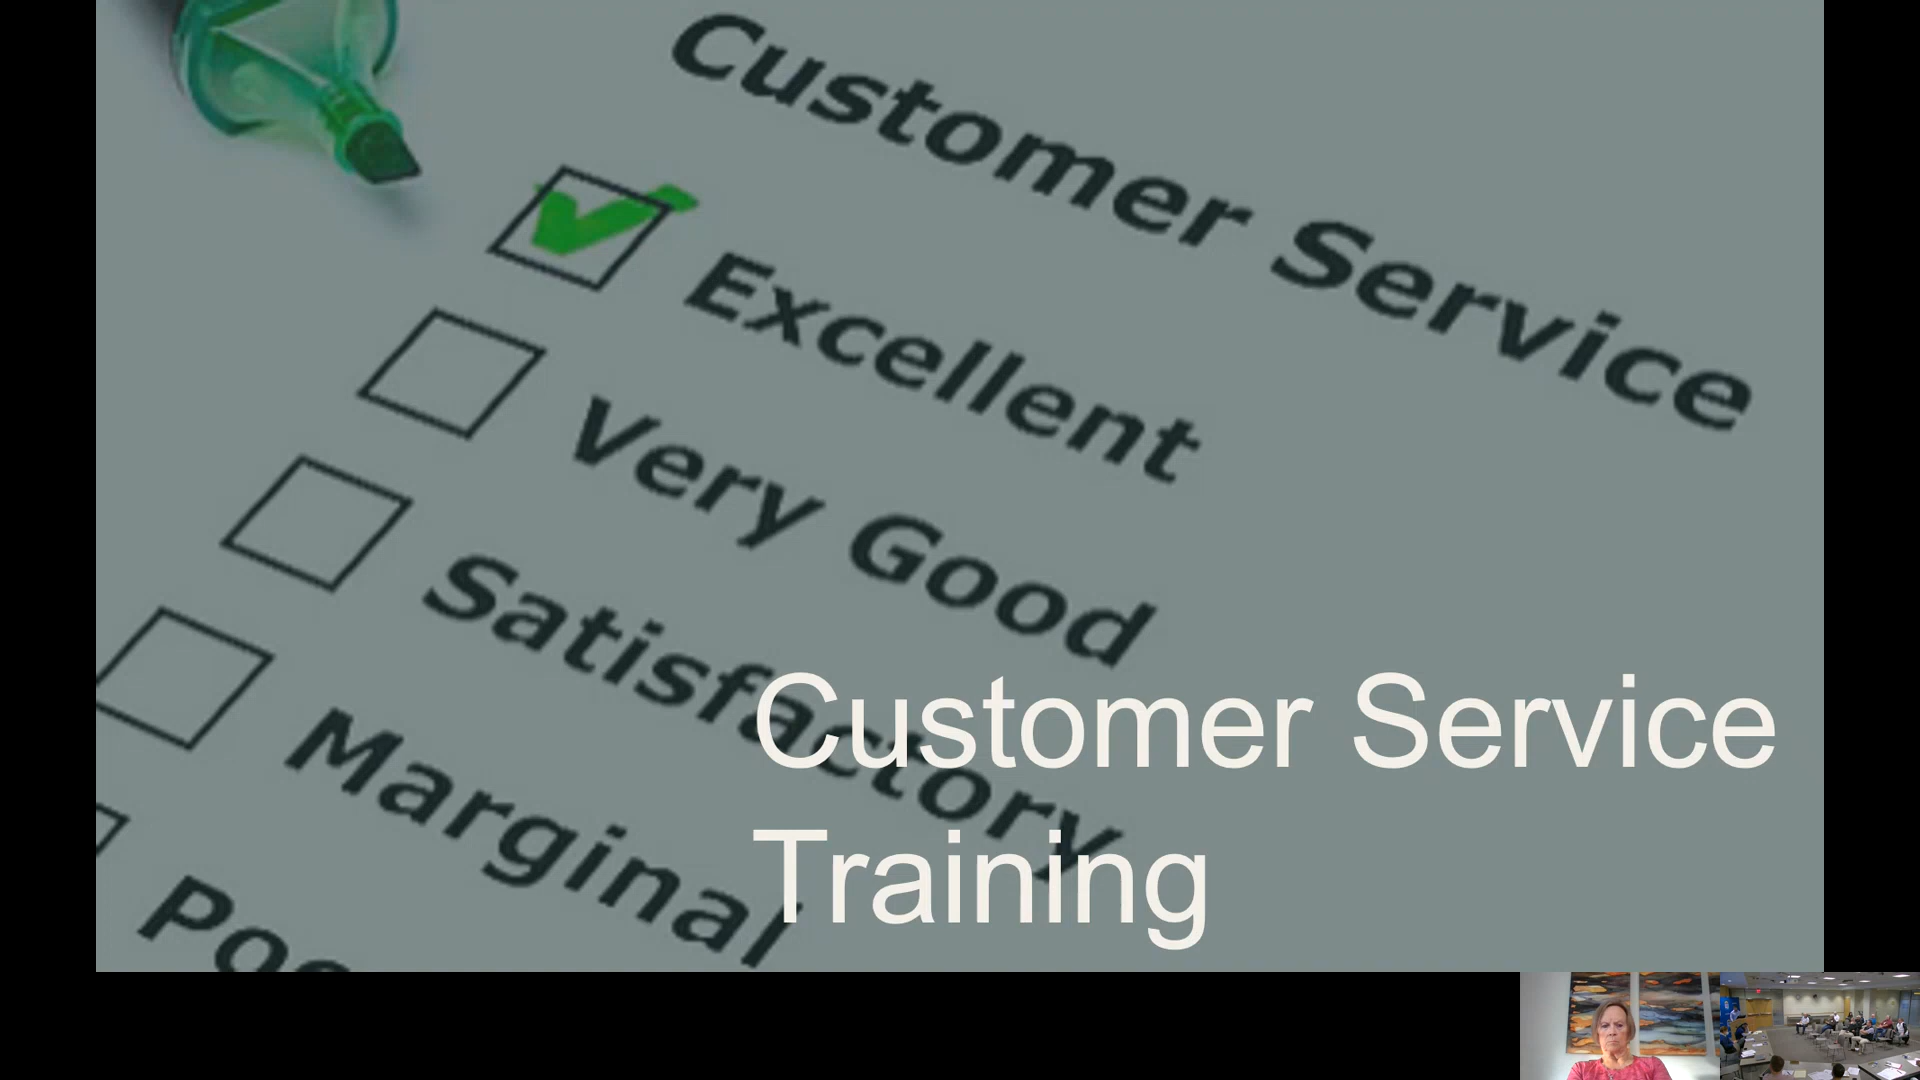 Customer Service
Excellent
Very Good
Satisfactory
Marginal
Customer Service
Training